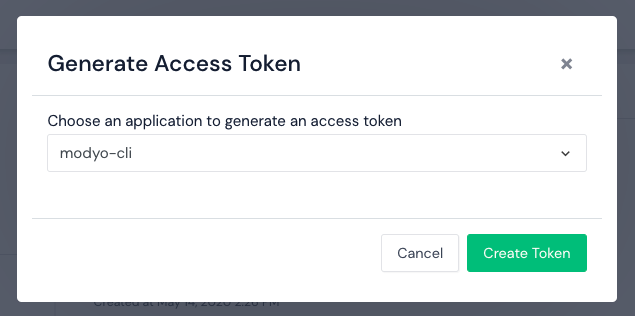 Generate Access Token
Choose an application to generate an access token
modyo-cli
Cancel
Create Token
Created at May 14, 2020 2:26 PM